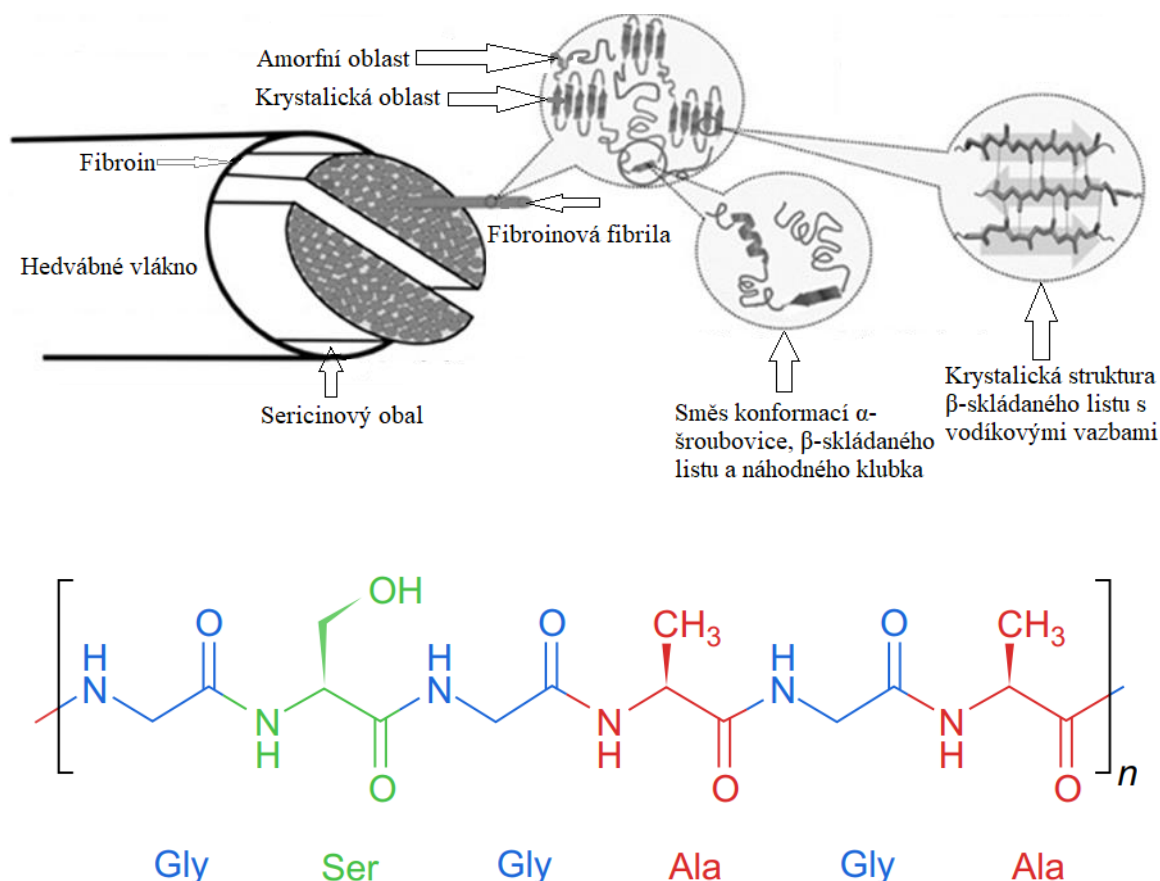 Amorfní oblast
Krystalická oblast
Fibroin
Fibroinová fibrila
Hedvábné vlákno
Sericinový obal
Směs konformací α-
šroubovice, β-skládaného
listu a náhodného klubka
Krystalická struktura
β-skládaného listu s
vodíkovými vazbami
OH
O CH3 O CH3
H H H
N N N
N N N
H H H
O O O
n
Gly Ser Gly Ala Gly Ala